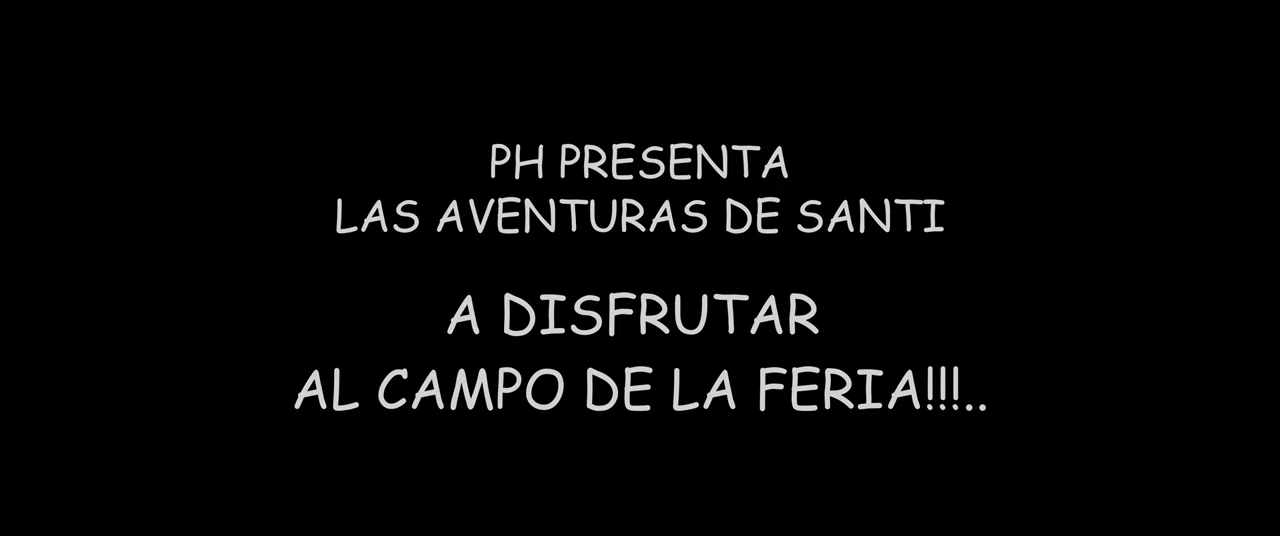 PH PRESENTA
LAS AVENTURAS DE SANTI
A DISFRUTAR
AL CAMPO DE LA FERIA!!!..